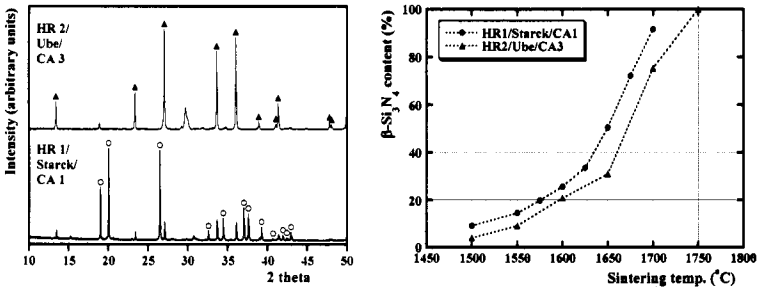 HR 2/
Ube/
CA 3
HR 1/
Starck/
CA 1
Intensity (arbitrary units)
10 15 20 25 30 35 40 45 50
2 theta
β-Si3N4 content (%)
100
80
60
40
20
0
HR1/Starck/CA1
HR2/Ube/CA3
1450 1500 1550 1600 1650 1700 1750 1800
Sintering temp. (°C)